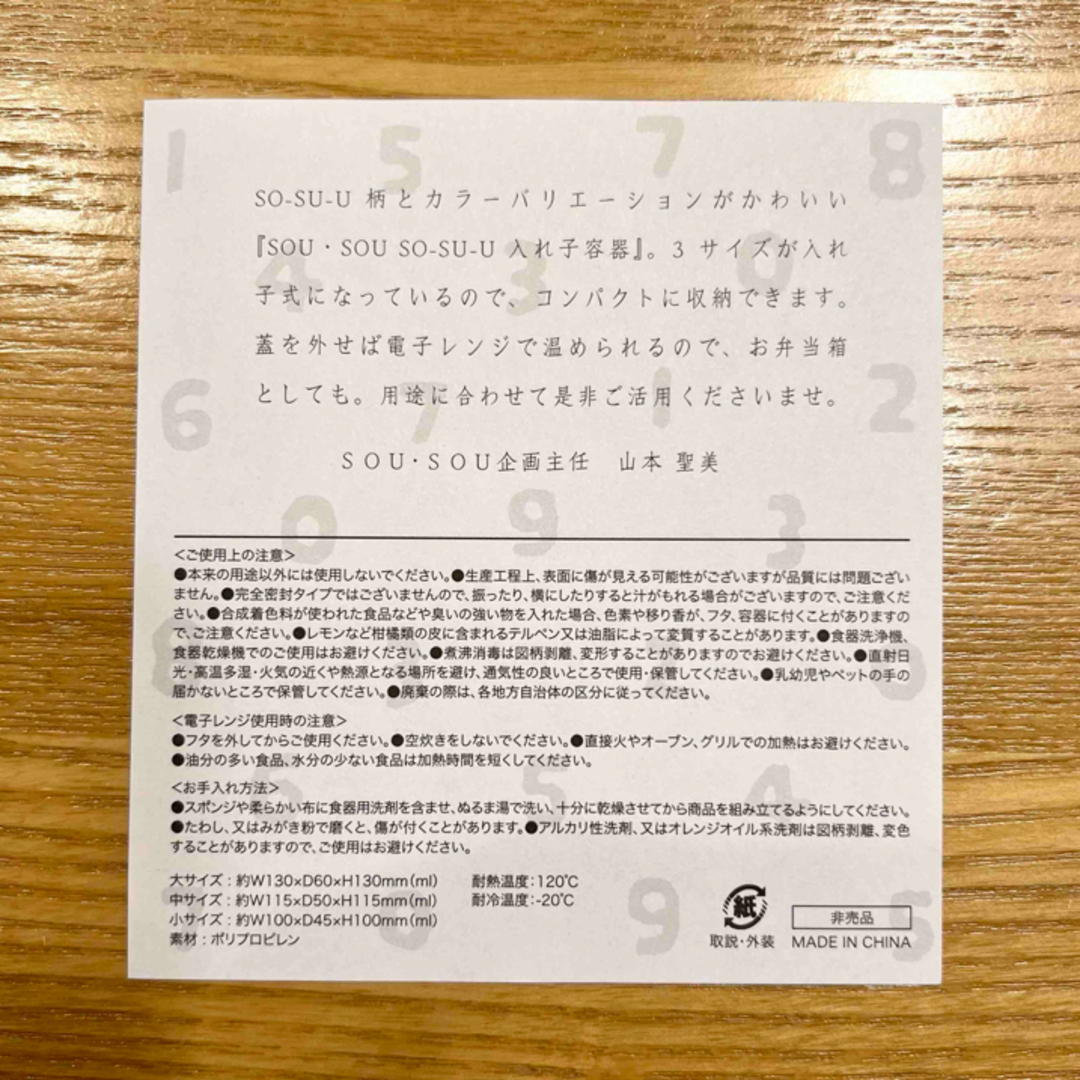 SO-SU-U 柄とカラーバリエーションがかわいい
『SOU・SOU SO-SU-U 入れ子容器』。3 サイズが入れ
子式になっているので、コンパクトに収納できます。
蓋を外せば電子レンジで温められるので、お弁当箱
としても。用途に合わせて是非ご活用くださいませ。
SOU・SOU企画主任　山本 聖美
<ご使用上の注意>
●本来の用途以外には使用しないでください。●生産工程上、表面に傷が見える可能性がございますが品質には問題ござい
ません。●完全密封タイプではございませんので、振ったり、横にしたりすると汁がもれる場合がございますので、ご注意くだ
さい。●合成着色料が使われた食品などや臭いの強い物を入れた場合、色素や移り香が、フタ、容器に付くことがありますの
で、ご注意ください。●レモンなど柑橘類の皮に含まれるテルペン又は油脂によって変質することがあります。●食器洗浄機、
食器乾燥機でのご使用はお避けください。●煮沸消毒は図柄剥離、変形することがありますのでお避けください。●直射日
光・高温多湿・火気の近くや熱源となる場所を避け、通気性の良いところで使用・保管してください。●乳幼児やペットの手の
届かないところで保管してください。●廃棄の際は、各地方自治体の区分に従ってください。
<電子レンジ使用時の注意>
●フタを外してからご使用ください。●空炊きをしないでください。●直接火やオーブン、グリルでの加熱はお避けください。
●油分の多い食品、水分の少ない食品は加熱時間を短くしてください。
<お手入れ方法>
●スポンジや柔らかい布に食器用洗剤を含ませ、ぬるま湯で洗い、十分に乾燥させてから商品を組み立てるようにしてください。
●たわし、又はみがき粉で磨くと、傷が付くことがあります。●アルカリ性洗剤、又はオレンジオイル系洗剤は図柄剥離、変色
することがありますので、ご使用はお避けください。
大サイズ：約W130×D60×H130mm(ml) 耐熱温度：120℃
中サイズ：約W115×D50×H115mm(ml) 耐冷温度：-20℃
小サイズ：約W100×D45×H100mm(ml)
素材：ポリプロピレン
紙
取説・外装
非売品
MADE IN CHINA